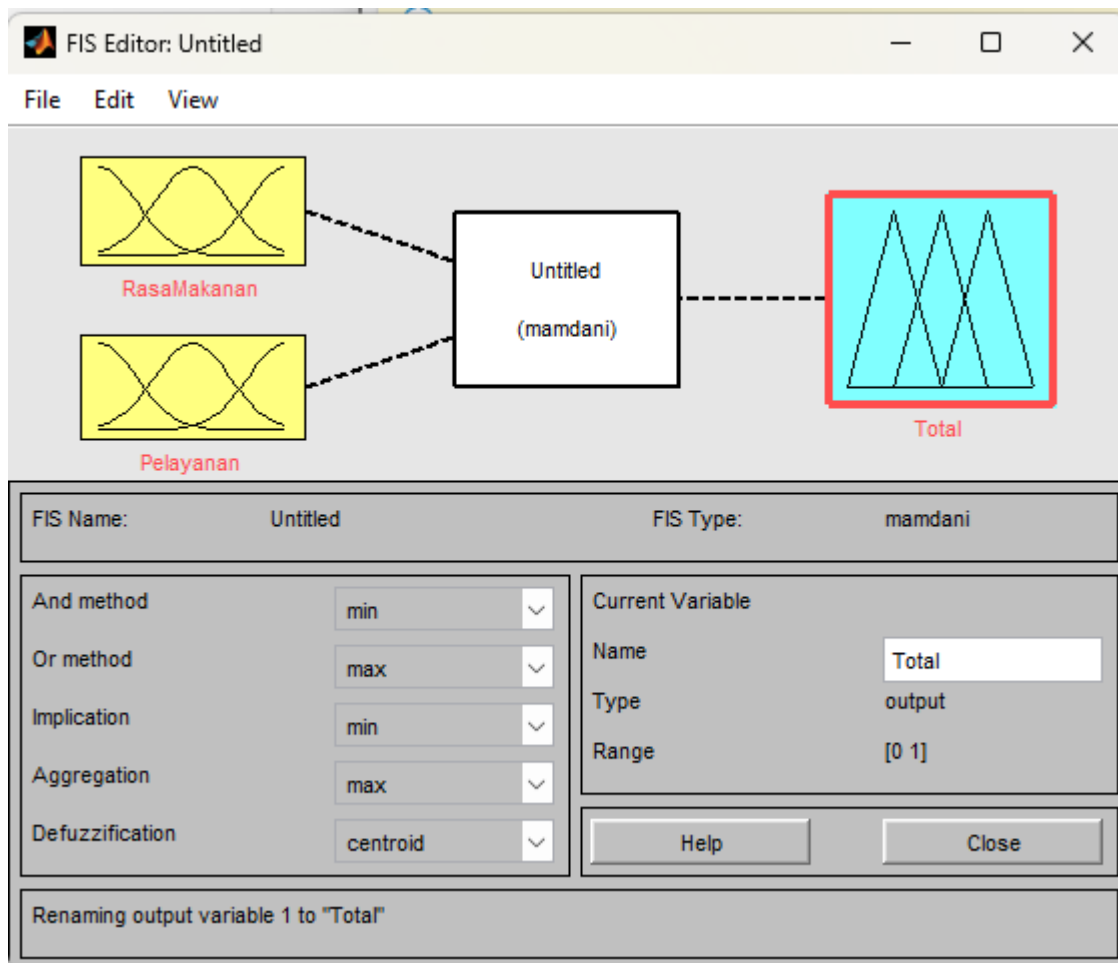 FIS Editor: Untitled
File Edit View
RasaMakanan
Pelayanan
Untitled
(mamdani)
Total
FIS Name: Untitled FIS Type: mamdani
And method min
Or method max
Implication min
Aggregation max
Defuzzification centroid
Current Variable
Name Total
Type output
Range [0 1]
Help Close
Renaming output variable 1 to "Total"